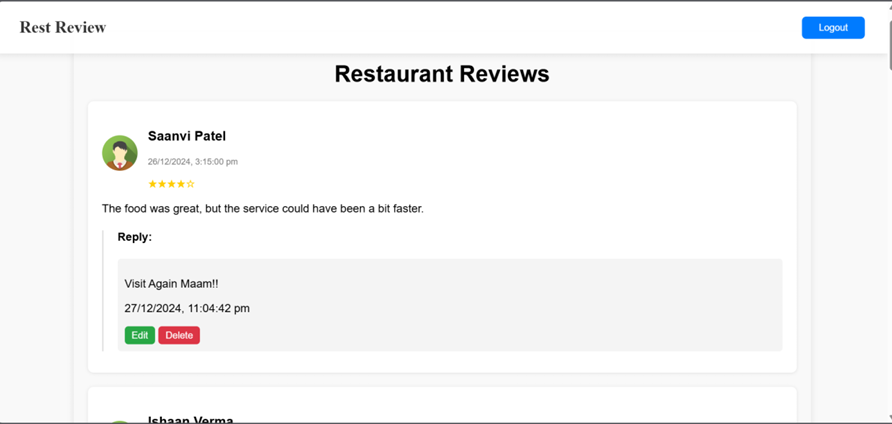 Rest Review
Logout
Restaurant Reviews
Saanvi Patel
26/12/2024, 3:15:00 pm
★★★★☆
The food was great, but the service could have been a bit faster.
Reply:
Visit Again Maam!!
27/12/2024, 11:04:42 pm
Edit Delete
Ishaan Verma